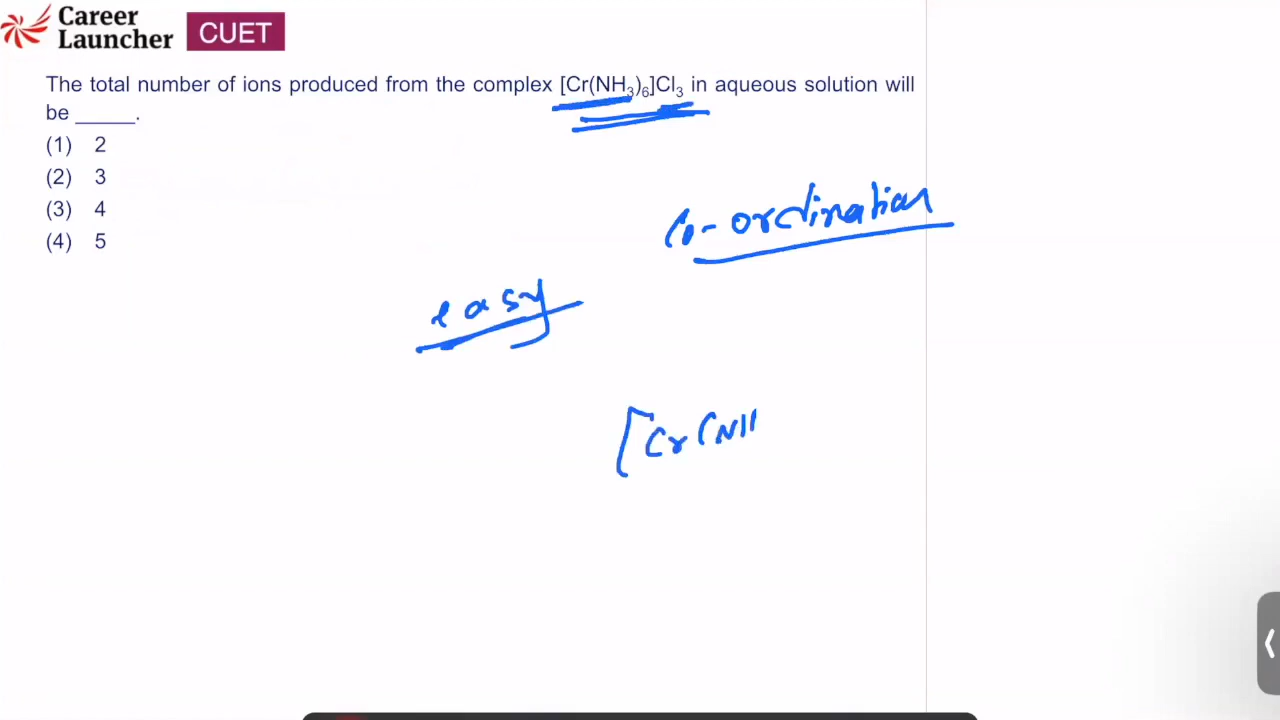 Career
Launcher
CUET
The total number of ions produced from the complex [Cr(NH₃)₆]Cl₃ in aqueous solution will
be _____.
(1) 2
(2) 3
(3) 4
(4) 5
Co-ordination
easy
[Cr(NH